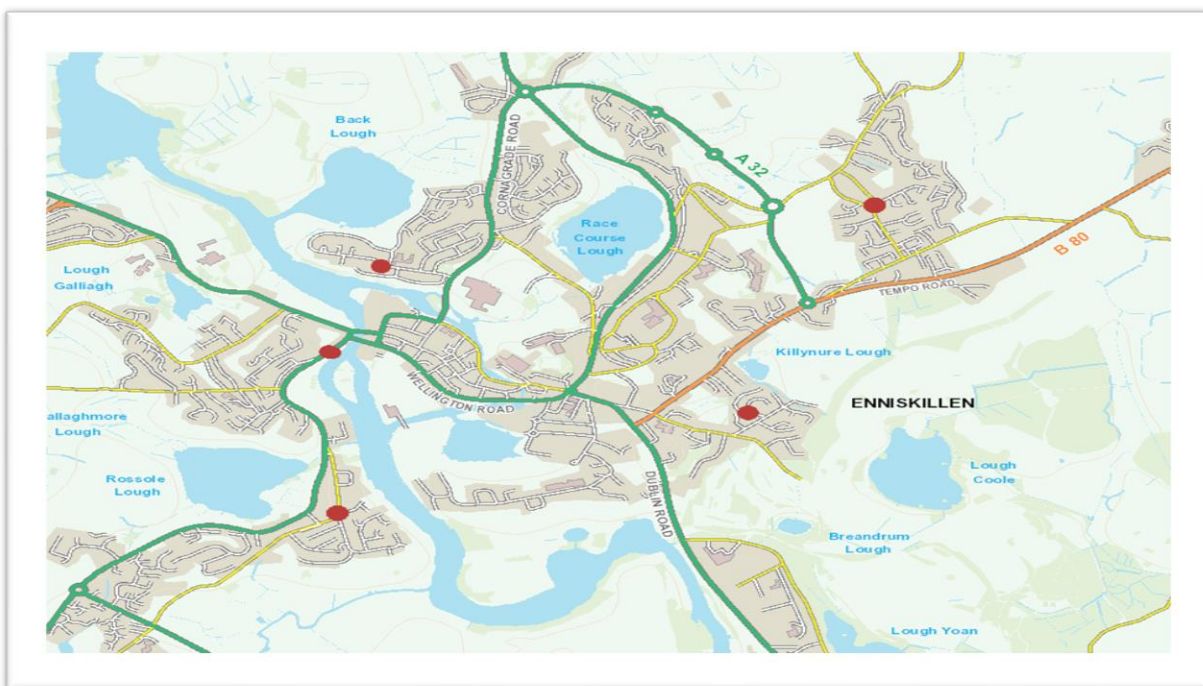 Back
Lough
CORNAGRADE ROAD
A 32
Race
Course
Lough
B 80
Lough
Galliagh
TEMPO ROAD
Killynure Lough
WELLINGTON ROAD
ENNISKILLEN
allaghmore
Lough
Rossole
Lough
Lough
Coole
DUBLIN ROAD
Breandrum
Lough
Lough Yoan